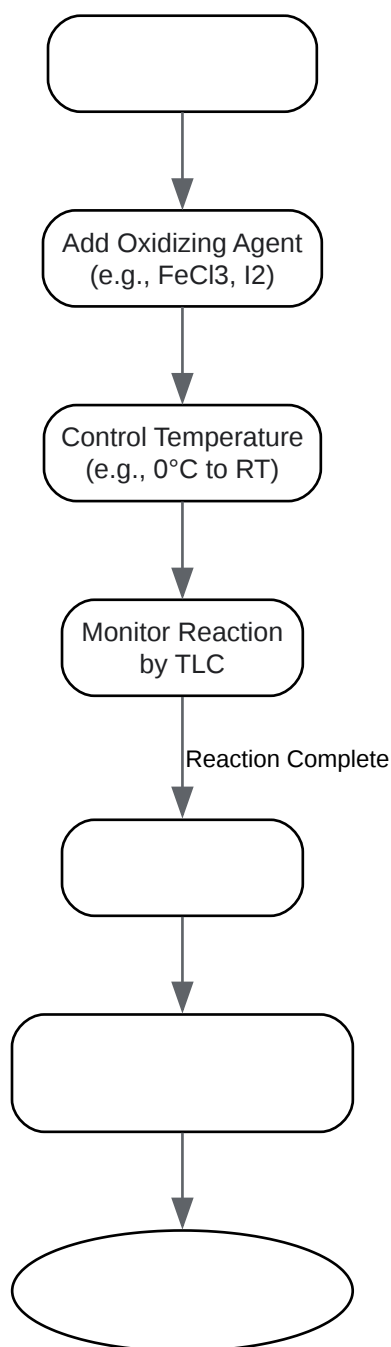 Add Oxidizing Agent
(e.g., FeCl3, I2)
Control Temperature
(e.g., 0°C to RT)
Monitor Reaction
by TLC
Reaction Complete